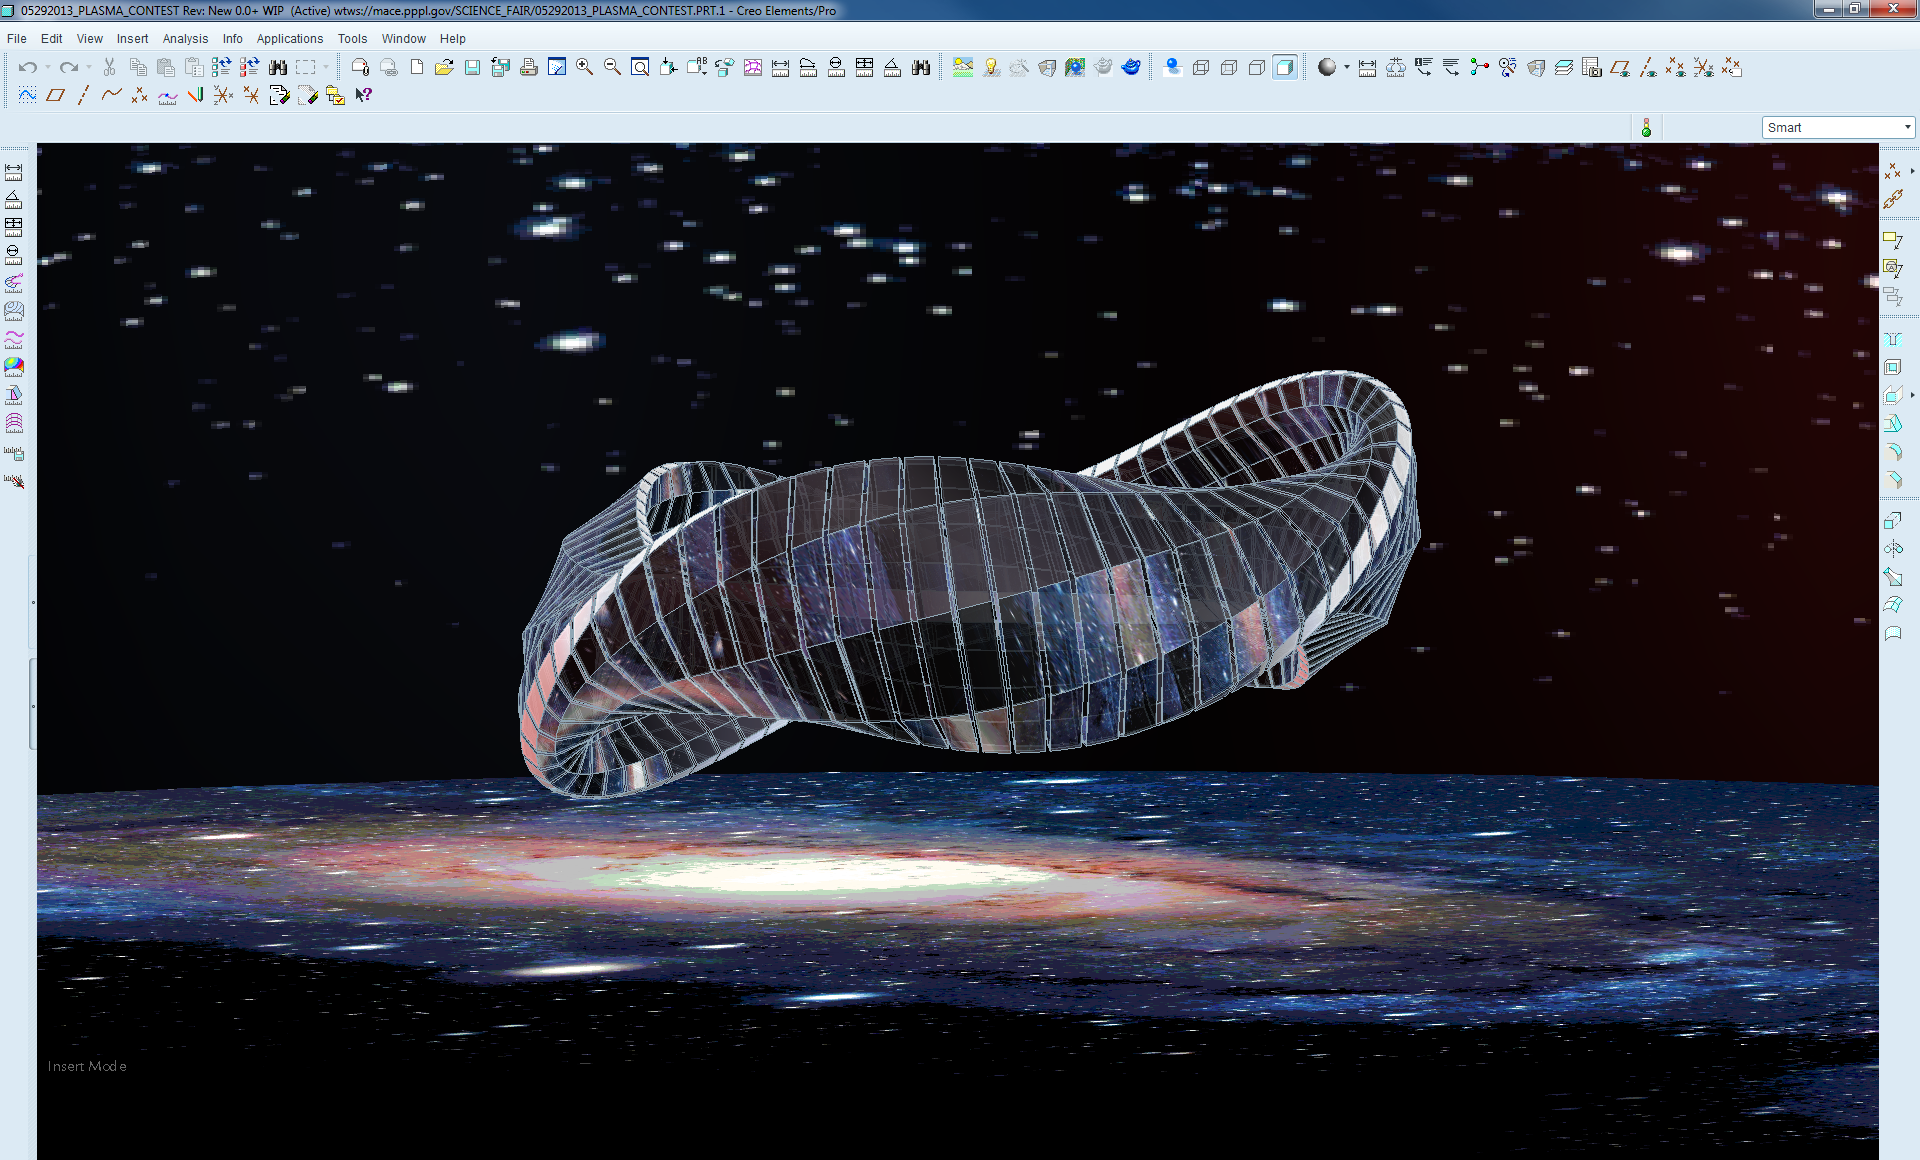 05292013_PLASMA_CONTEST Rev: New 0.0+ WIP (Active) wtws://mace.pppl.gov/SCIENCE_FAIR/05292013_PLASMA_CONTEST.PRT.1 - Creo Elements/Pro
File Edit View Insert Analysis Info Applications Tools Window Help
Smart
Insert Mode